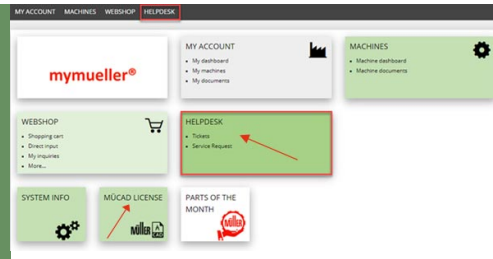 MY ACCOUNT MACHINES WEBSHOP HELPDESK
mymueller®
MY ACCOUNT
• My dashboard
• My machines
• My documents
MACHINES
• Machine dashboard
• Machine documents
WEBSHOP
• Shopping cart
• Direct input
• My inquiries
• More...
HELPDESK
• Tickets
• Service Request
SYSTEM INFO
MÜCAD LICENSE
MÜller
PARTS OF THE
MONTH
MÜller